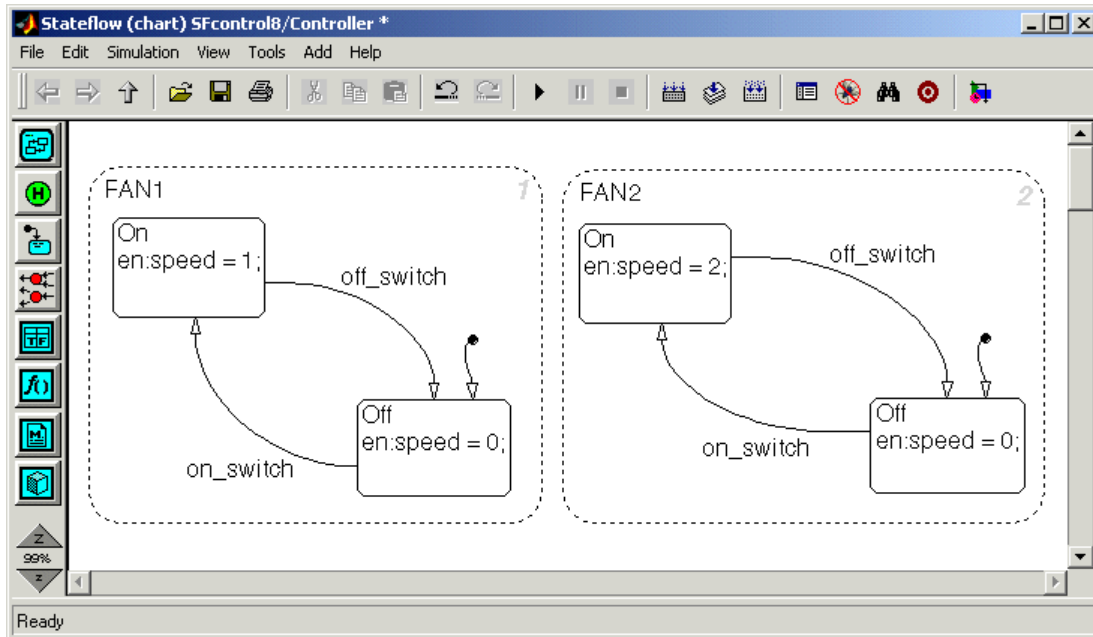 Stateflow (chart) SFcontrol8/Controller *
File Edit Simulation View Tools Add Help
FAN1
1
On
en:speed = 1;
off_switch
Off
en:speed = 0;
on_switch
FAN2
2
On
en:speed = 2;
off_switch
Off
en:speed = 0;
on_switch
Z
99%
z
Ready